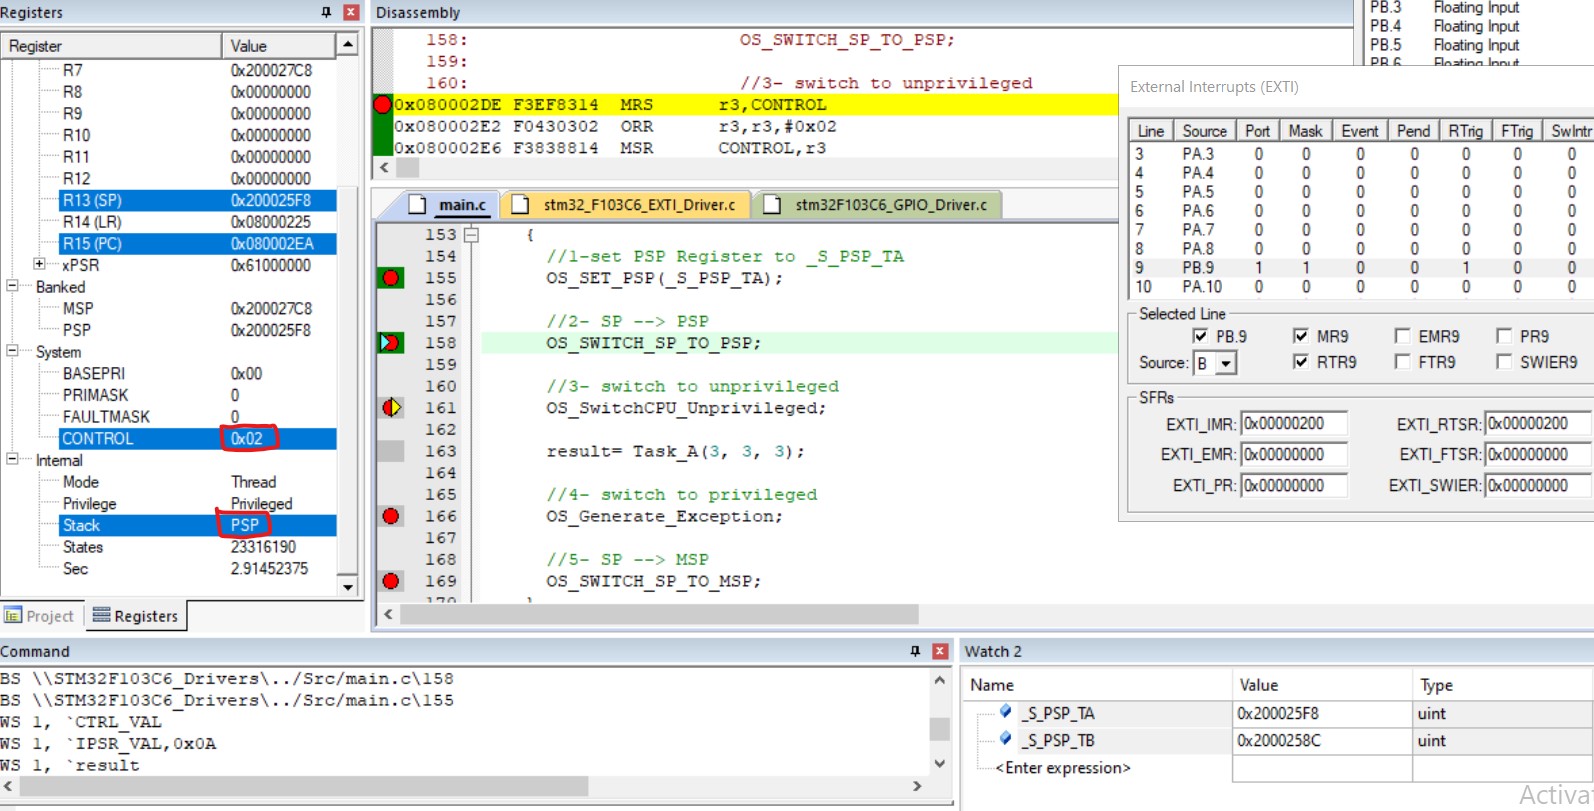 Registers
Register Value
R7 0x200027C8
R8 0x00000000
R9 0x00000000
R10 0x00000000
R11 0x00000000
R12 0x00000000
R13 (SP) 0x200025F8
R14 (LR) 0x08000225
R15 (PC) 0x080002EA
xPSR 0x61000000
Banked
MSP 0x200027C8
PSP 0x200025F8
System
BASEPRI 0x00
PRIMASK 0
FAULTMASK 0
CONTROL 0x02
Internal
Mode Thread
Privilege Privileged
Stack PSP
States 23316190
Sec 2.91452375
Project Registers
Disassembly
158: OS_SWITCH_SP_TO_PSP;
159:
160: //3- switch to unprivileged
0x080002DE F3EF8314 MRS r3,CONTROL
0x080002E2 F0430302 ORR r3,r3,#0x02
0x080002E6 F3838814 MSR CONTROL,r3
main.c stm32_F103C6_EXTI_Driver.c stm32F103C6_GPIO_Driver.c
153 {
154 //1-set PSP Register to _S_PSP_TA
155 OS_SET_PSP(_S_PSP_TA);
156
157 //2- SP --> PSP
158 OS_SWITCH_SP_TO_PSP;
159
160 //3- switch to unprivileged
161 OS_SwitchCPU_Unprivileged;
162
163 result= Task_A(3, 3, 3);
164
165 //4- switch to privileged
166 OS_Generate_Exception;
167
168 //5- SP --> MSP
169 OS_SWITCH_SP_TO_MSP;
PB.3 Floating Input
PB.4 Floating Input
PB.5 Floating Input
PB.6 Floating Input
External Interrupts (EXTI)
Line Source Port Mask Event Pend RTrig FTrig SwIntr
3 PA.3 0 0 0 0 0 0 0
4 PA.4 0 0 0 0 0 0 0
5 PA.5 0 0 0 0 0 0 0
6 PA.6 0 0 0 0 0 0 0
7 PA.7 0 0 0 0 0 0 0
8 PA.8 0 0 0 0 0 0 0
9 PB.9 1 1 0 0 1 0 0
10 PA.10 0 0 0 0 0 0 0
Selected Line
PB.9 MR9 EMR9 PR9
Source: B RTR9 FTR9 SWIER9
SFRs
EXTI_IMR: 0x00000200 EXTI_RTSR: 0x00000200
EXTI_EMR: 0x00000000 EXTI_FTSR: 0x00000000
EXTI_PR: 0x00000000 EXTI_SWIER: 0x00000000
Command
BS \\STM32F103C6_Drivers\../Src/main.c\158
BS \\STM32F103C6_Drivers\../Src/main.c\155
WS 1, `CTRL_VAL
WS 1, `IPSR_VAL,0x0A
WS 1, `result
Watch 2
Name Value Type
_S_PSP_TA 0x200025F8 uint
_S_PSP_TB 0x2000258C uint
<Enter expression>
Activa